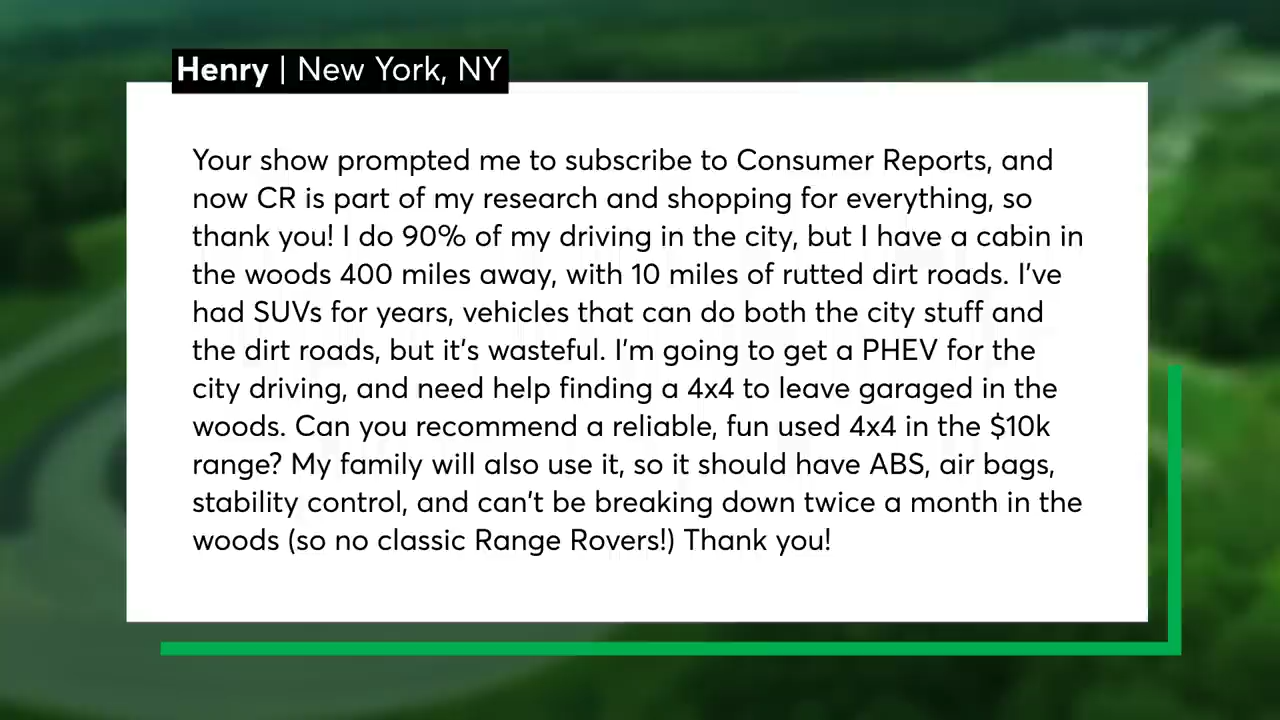 Henry | New York, NY
Your show prompted me to subscribe to Consumer Reports, and
now CR is part of my research and shopping for everything, so
thank you! I do 90% of my driving in the city, but I have a cabin in
the woods 400 miles away, with 10 miles of rutted dirt roads. I've
had SUVs for years, vehicles that can do both the city stuff and
the dirt roads, but it's wasteful. I'm going to get a PHEV for the
city driving, and need help finding a 4x4 to leave garaged in the
woods. Can you recommend a reliable, fun used 4x4 in the $10k
range? My family will also use it, so it should have ABS, air bags,
stability control, and can't be breaking down twice a month in the
woods (so no classic Range Rovers!) Thank you!